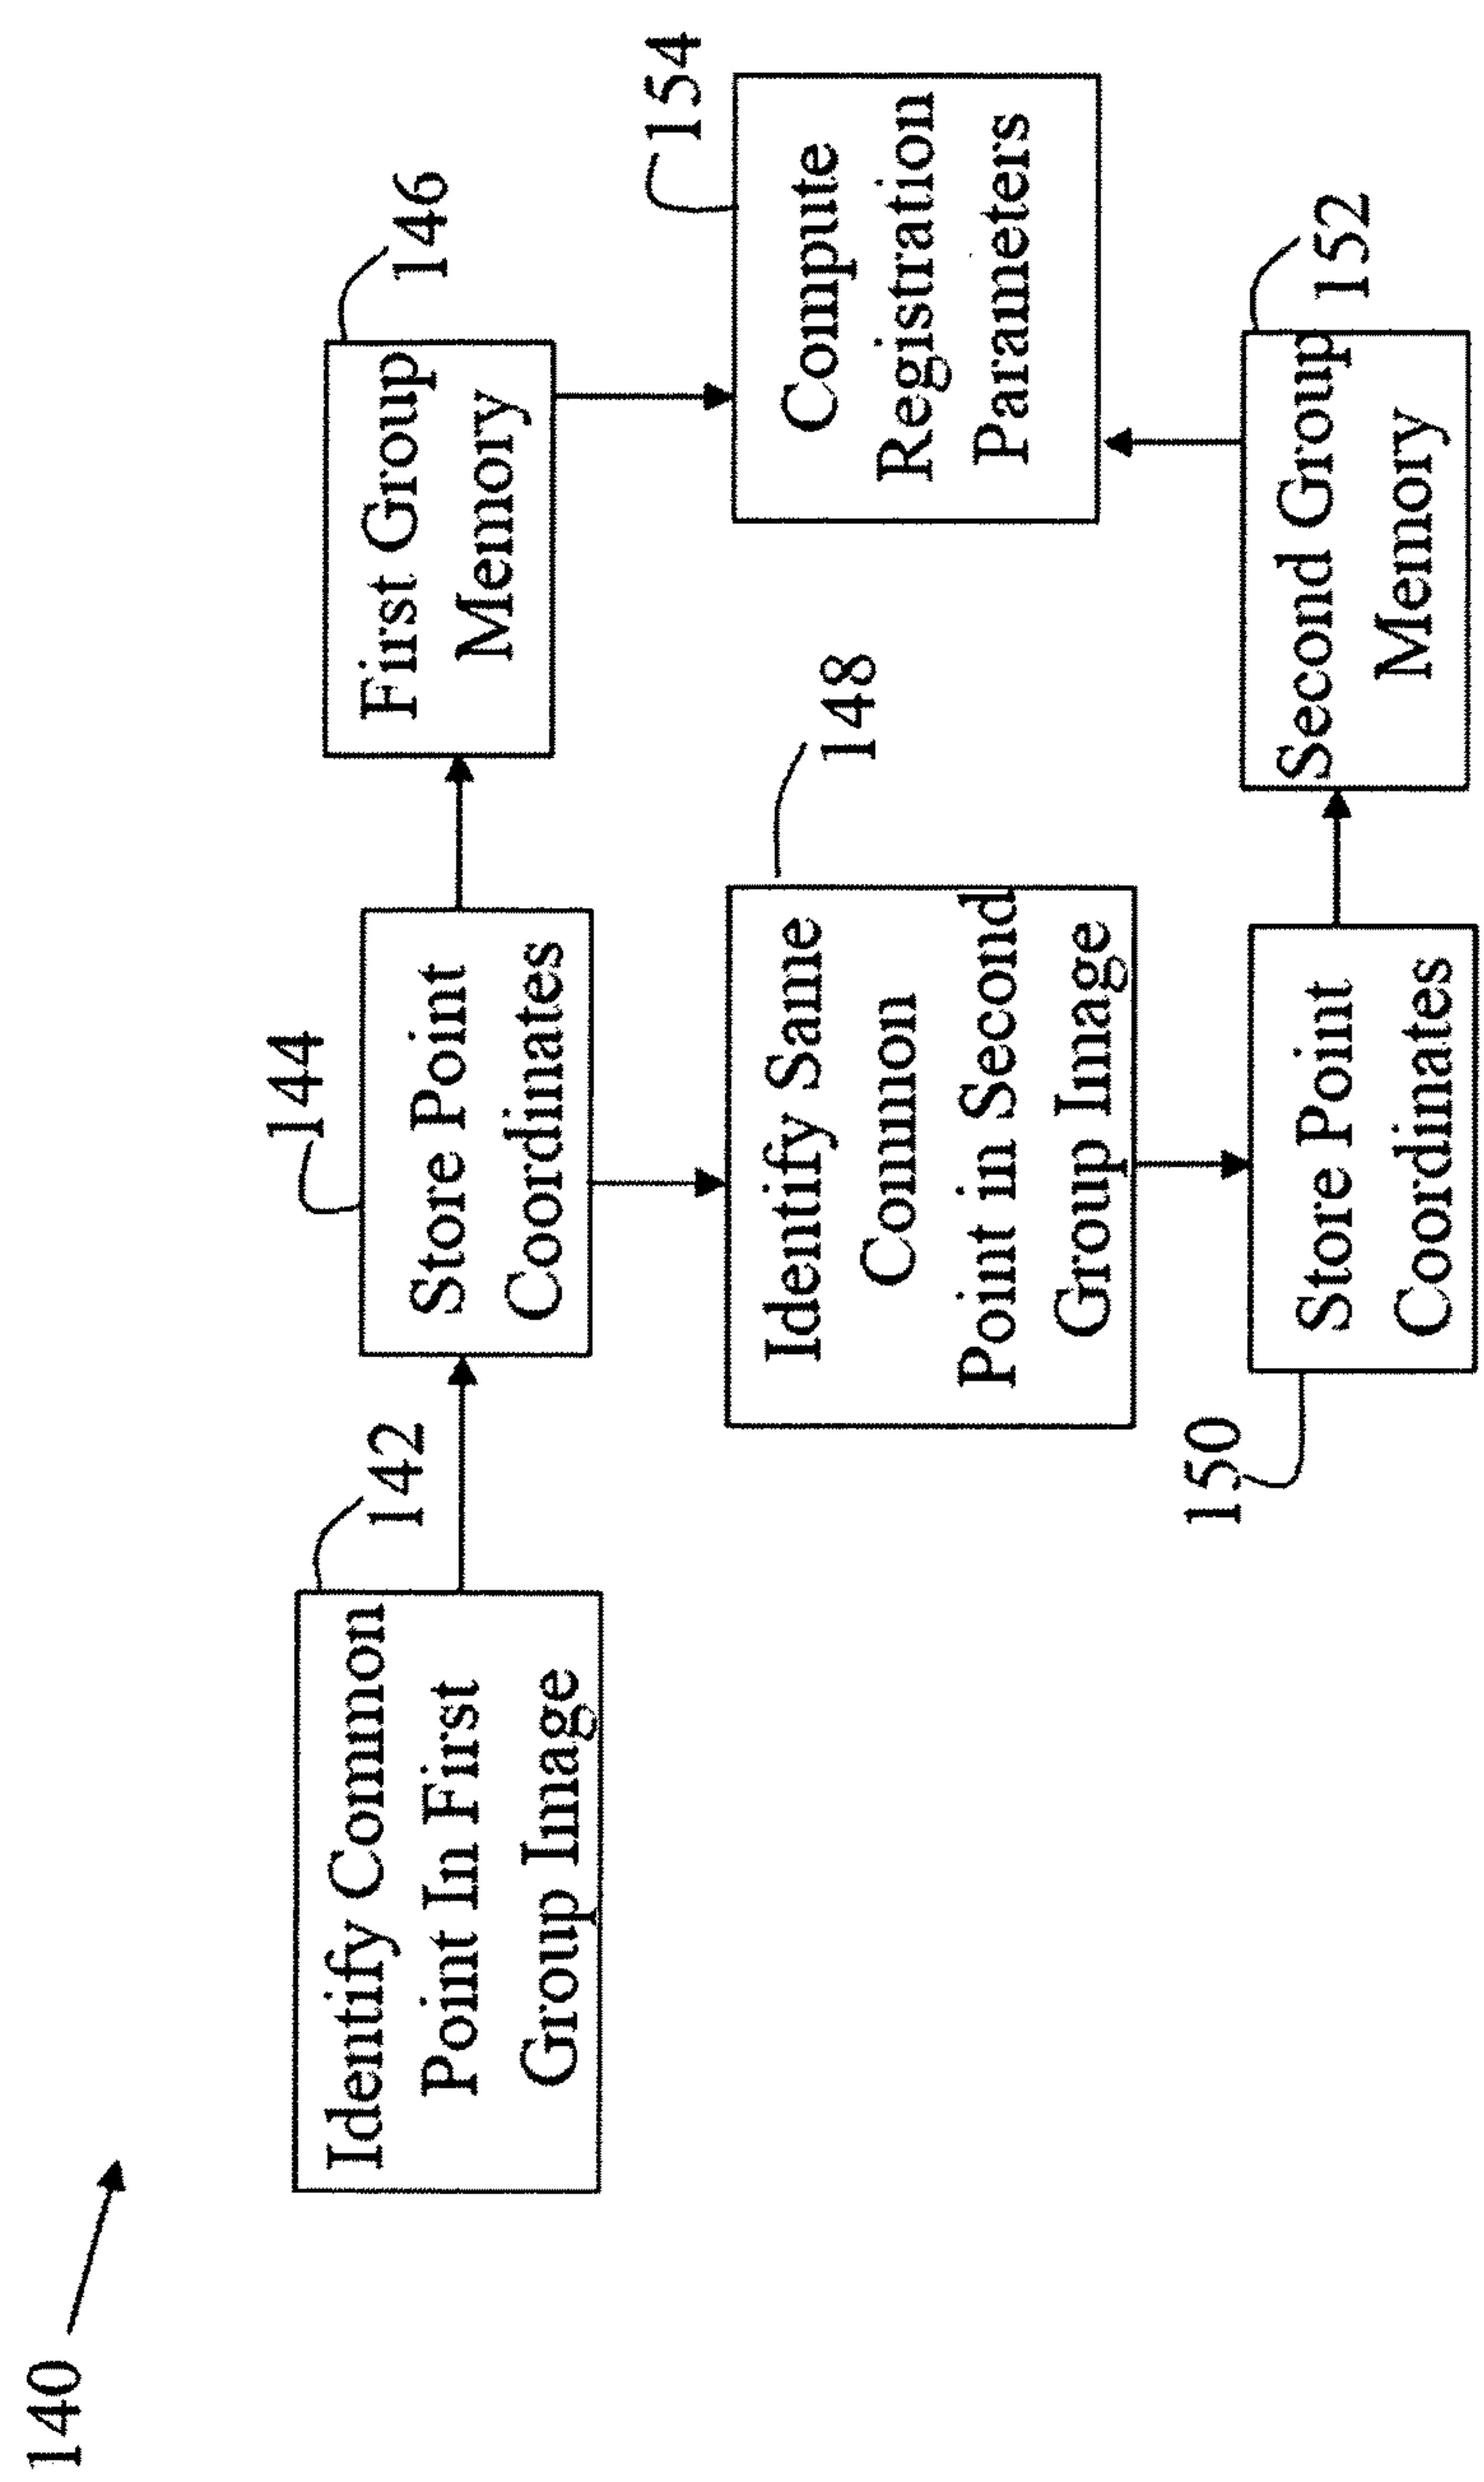 140
142
Identify Common
Point In First
Group Image
144
Store Point
Coordinates
146
First Group
Memory
148
Identify Same
Common
Point in Second
Group Image
150
Store Point
Coordinates
152
Second Group
Memory
154
Compute
Registration
Parameters